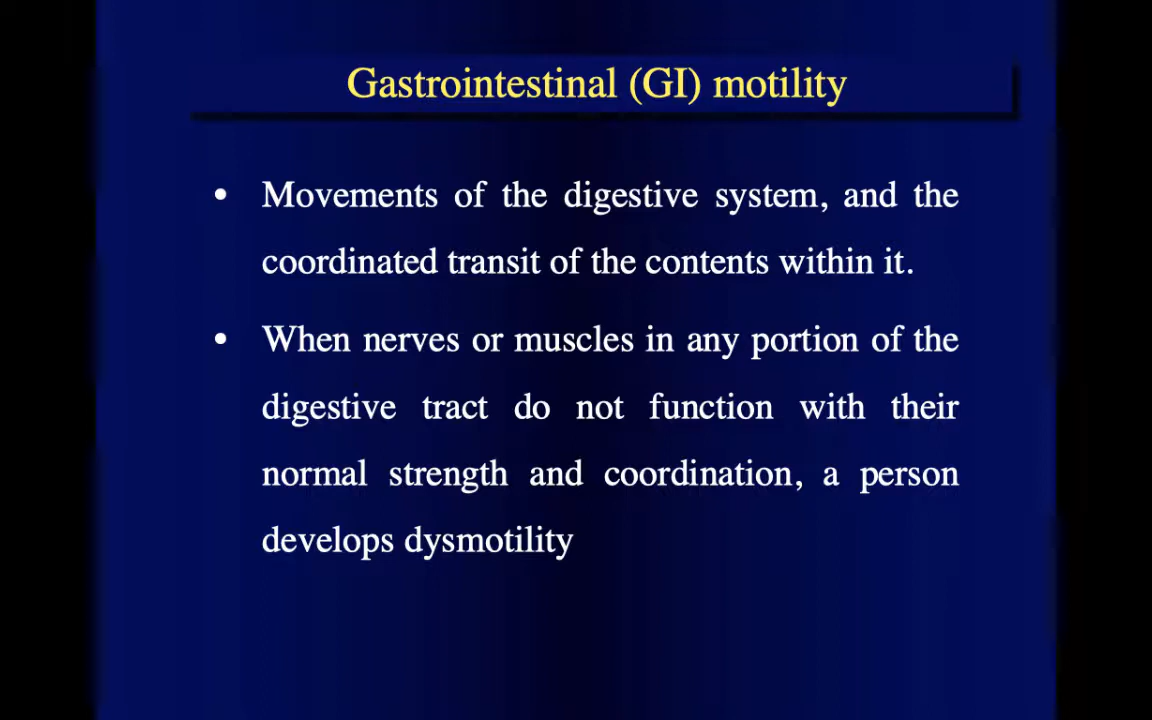 Gastrointestinal (GI) motility
• Movements of the digestive system, and the
coordinated transit of the contents within it.
• When nerves or muscles in any portion of the
digestive tract do not function with their
normal strength and coordination, a person
develops dysmotility